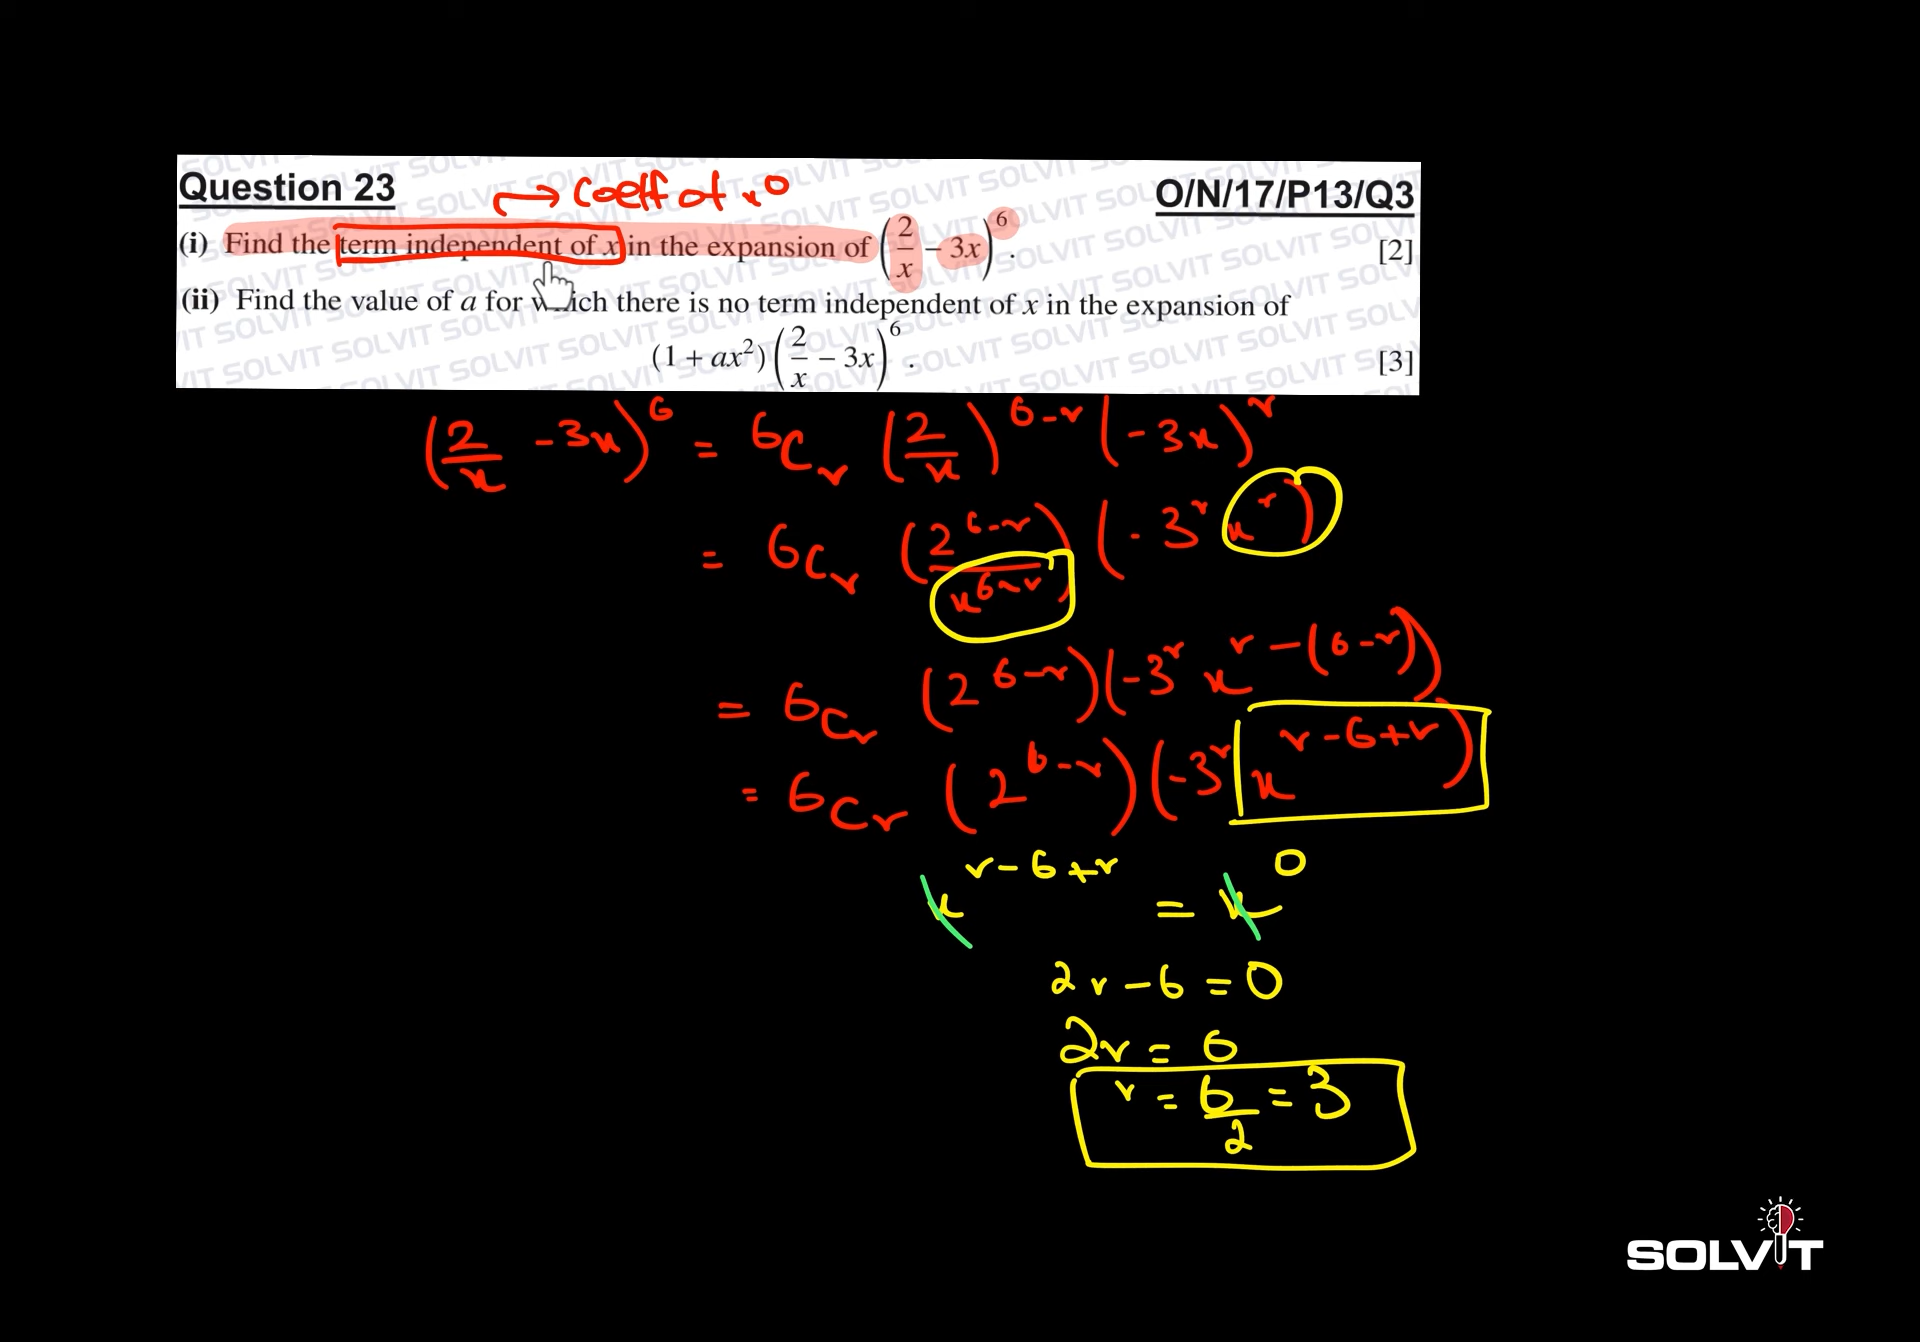 Question 23
→ Coeff of x⁰
O/N/17/P13/Q3
(i) Find the term independent of x in the expansion of (2/x − 3x)⁶. [2]
(ii) Find the value of a for which there is no term independent of x in the expansion of
(1 + ax²)(2/x − 3x)⁶. [3]
(2/x − 3x)⁶ = 6Cr (2/x)^(6−r) (−3x)^r
= 6Cr (2^(6−r)/x^(6−r)) (−3^r x^r)
= 6Cr (2^(6−r)) (−3^r x^(r−(6−r)))
= 6Cr (2^(6−r)) (−3^r x^(r−6+r))
x^(r−6+r) = x⁰
2r − 6 = 0
2r = 6
r = 6/2 = 3
SOLVIT